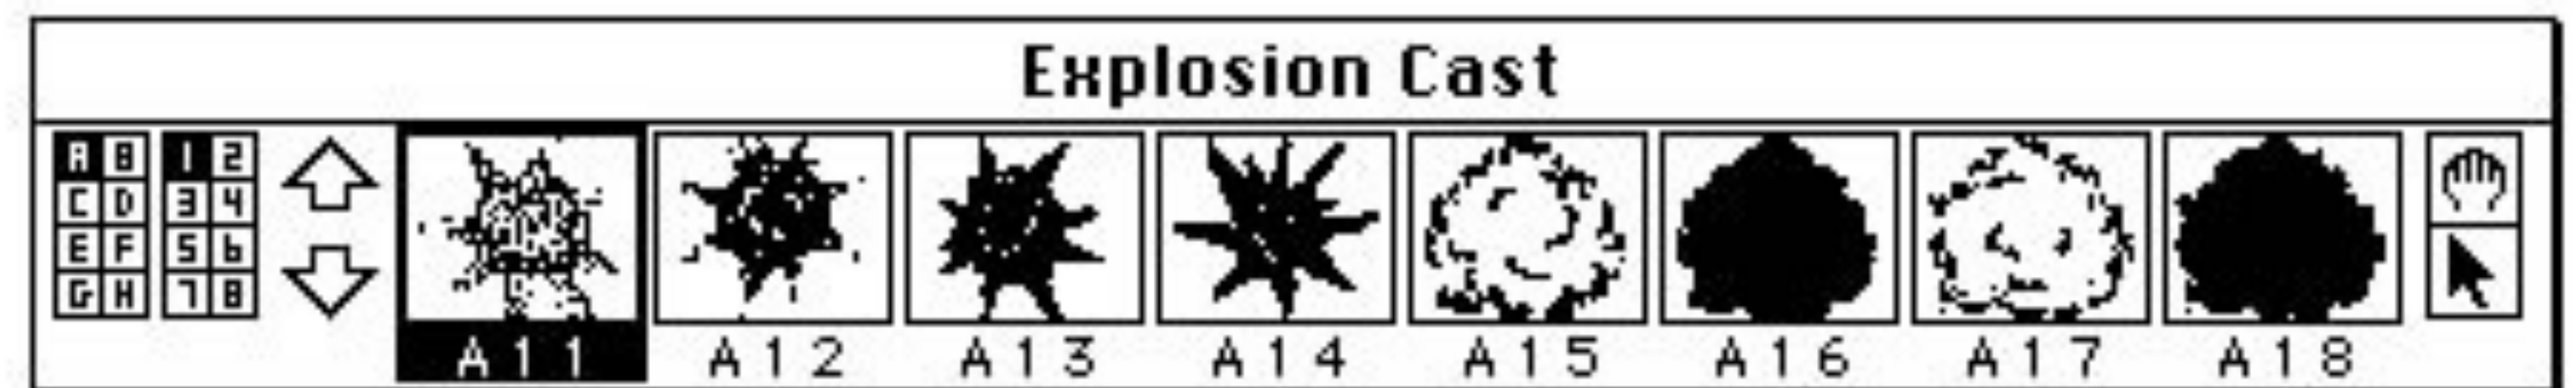 Explosion Cast
A B 1 2
C D 3 4
E F 5 6
G H 7 8
A11 A12 A13 A14 A15 A16 A17 A18